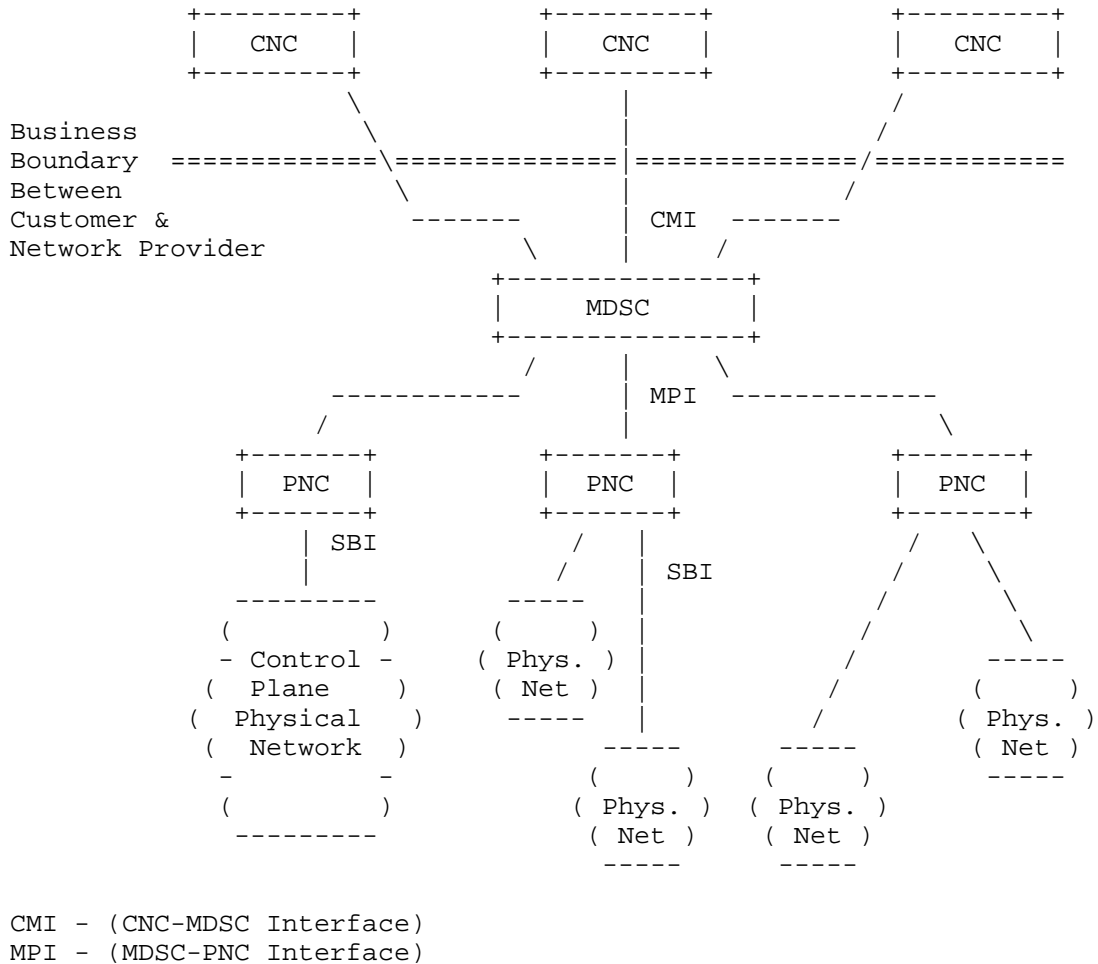 CNC CNC CNC
Business
Boundary
Between
Customer & CMI
Network Provider
MDSC
MPI
PNC PNC PNC
SBI
SBI
Control Phys.
Plane Net Phys.
Physical Net
Network
Phys. Phys.
Net Net
CMI - (CNC-MDSC Interface)
MPI - (MDSC-PNC Interface)